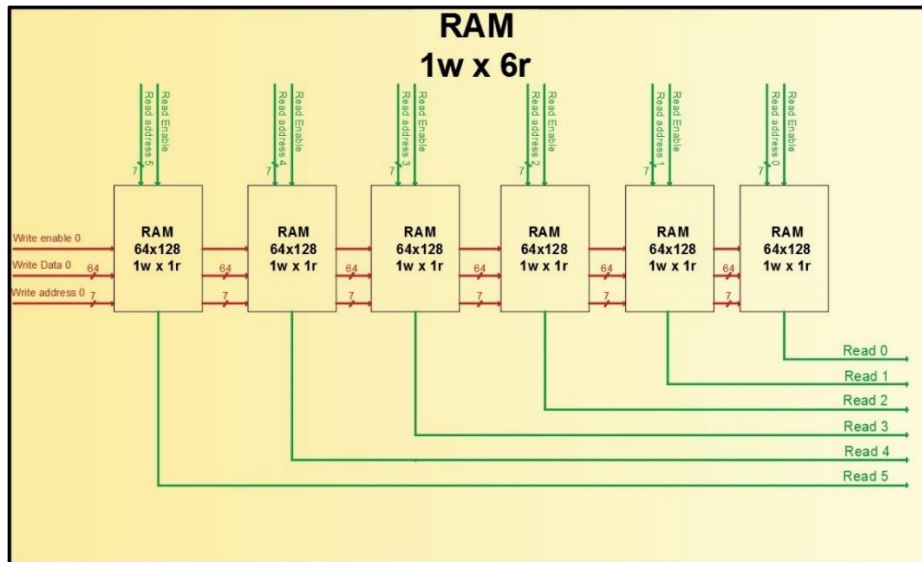 RAM
1w x 6r
Read address 5
Read Enable
Read address 4
Read Enable
Read address 3
Read Enable
Read address 2
Read Enable
Read address 1
Read Enable
Read address 0
Read Enable
7
7
7
7
7
7
RAM
64x128
1w x 1r
RAM
64x128
1w x 1r
RAM
64x128
1w x 1r
RAM
64x128
1w x 1r
RAM
64x128
1w x 1r
RAM
64x128
1w x 1r
Write enable 0
Write Data 0
64
64
64
64
64
64
Write address 0
7
7
7
7
7
7
Read 0
Read 1
Read 2
Read 3
Read 4
Read 5